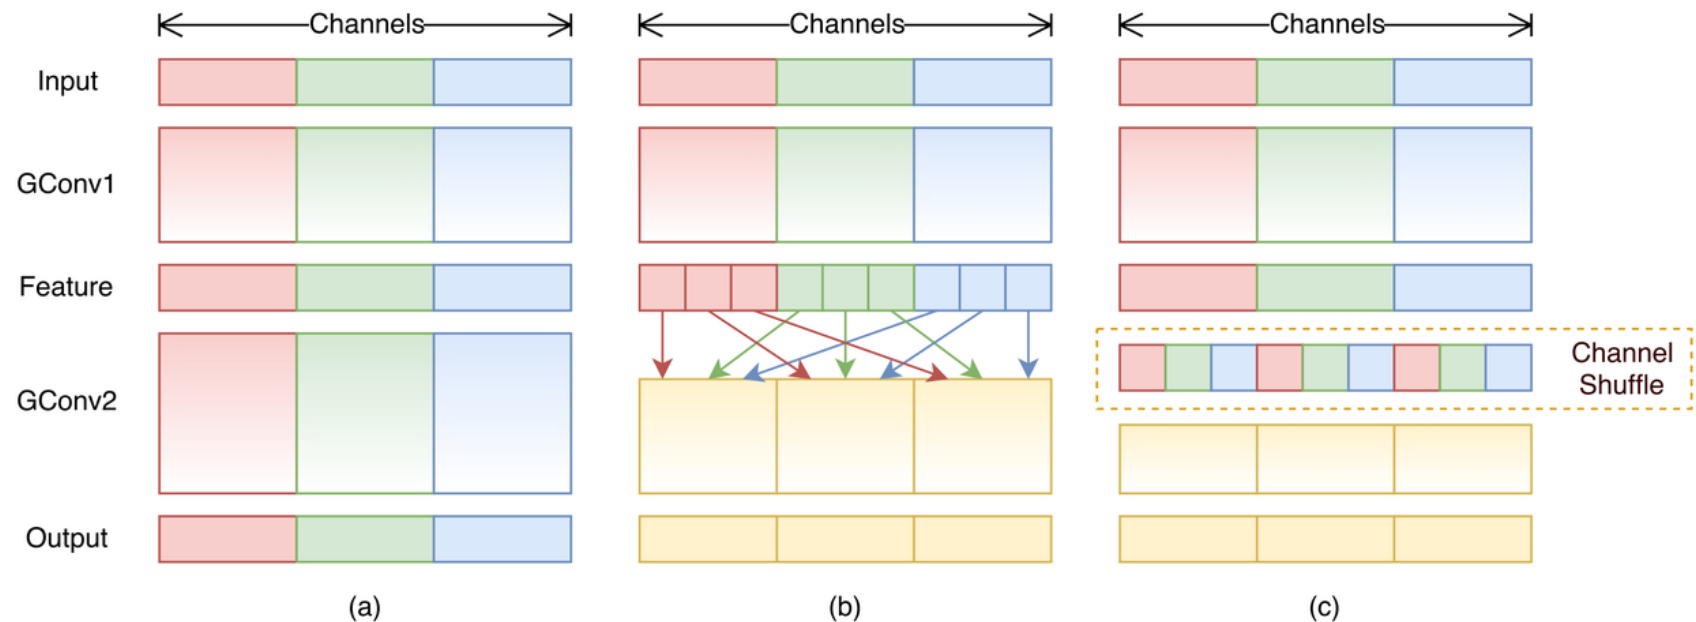 Channels Channels Channels
Input
GConv1
Feature
Channel
Shuffle
GConv2
Output
(a) (b) (c)